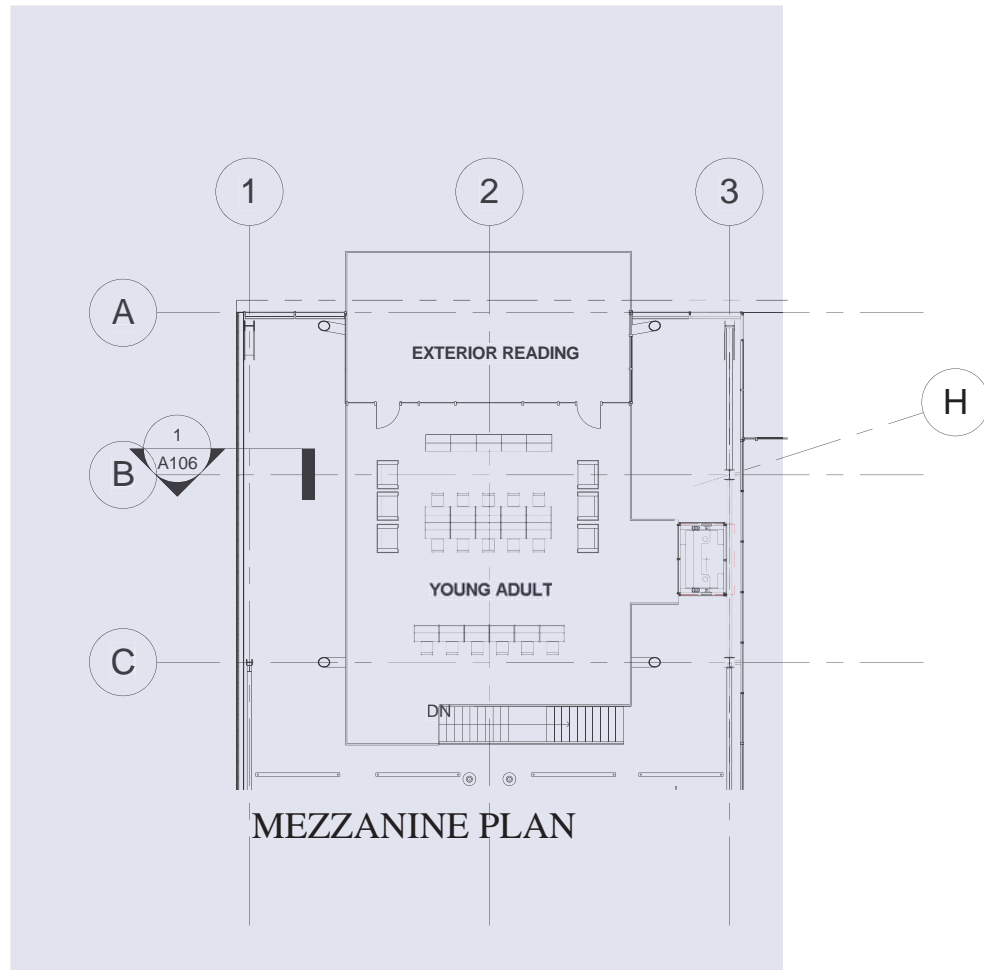 1
2
3
A
EXTERIOR READING
H
1
A106
B
YOUNG ADULT
C
DN
MEZZANINE PLAN